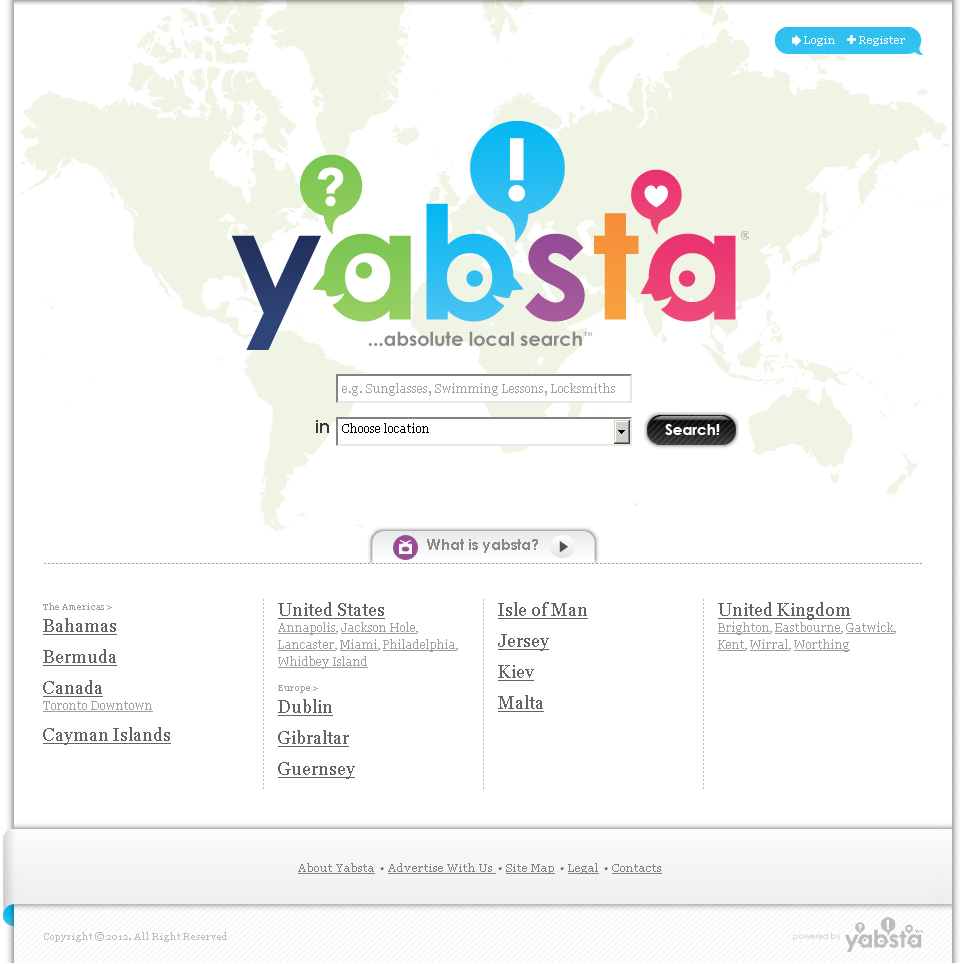 Login Register
?
!
yabsta®
...absolute local search™
e.g. Sunglasses, Swimming Lessons, Locksmiths
in Choose location Search!
What is yabsta?
The Americas >
Bahamas
Bermuda
Canada
Toronto Downtown
Cayman Islands
United States
Annapolis, Jackson Hole,
Lancaster, Miami, Philadelphia,
Whidbey Island
Europe >
Dublin
Gibraltar
Guernsey
Isle of Man
Jersey
Kiev
Malta
United Kingdom
Brighton, Eastbourne, Gatwick,
Kent, Wirral, Worthing
About Yabsta • Advertise With Us • Site Map • Legal • Contacts
Copyright ©2012. All Right Reserved
powered by yabsta™